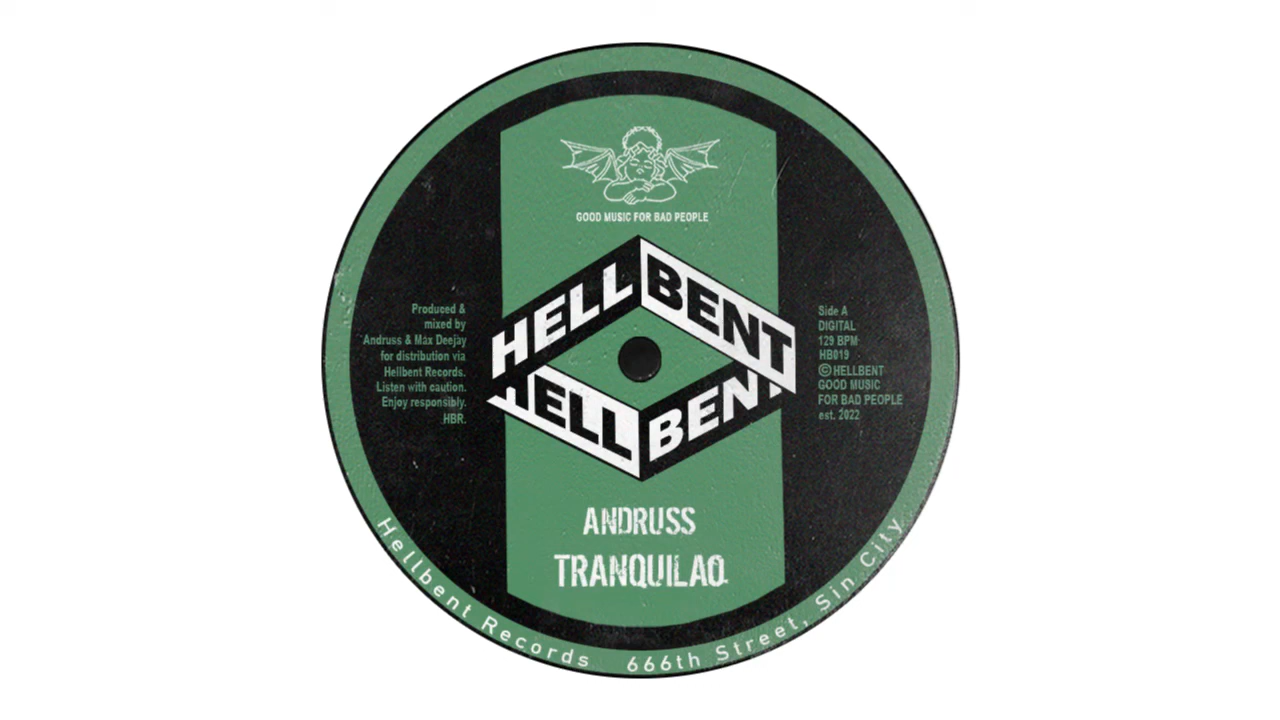 GOOD MUSIC FOR BAD PEOPLE
HELL BENT
HELL BENT
Produced &
mixed by
Andruss & Max Deejay
for distribution via
Hellbent Records.
Listen with caution.
Enjoy responsibly.
HBR.
Side A
DIGITAL
129 BPM
HB019
© HELLBENT
GOOD MUSIC
FOR BAD PEOPLE
est. 2022
ANDRUSS
TRANQUILAO
Hellbent Records 666th Street, Sin City